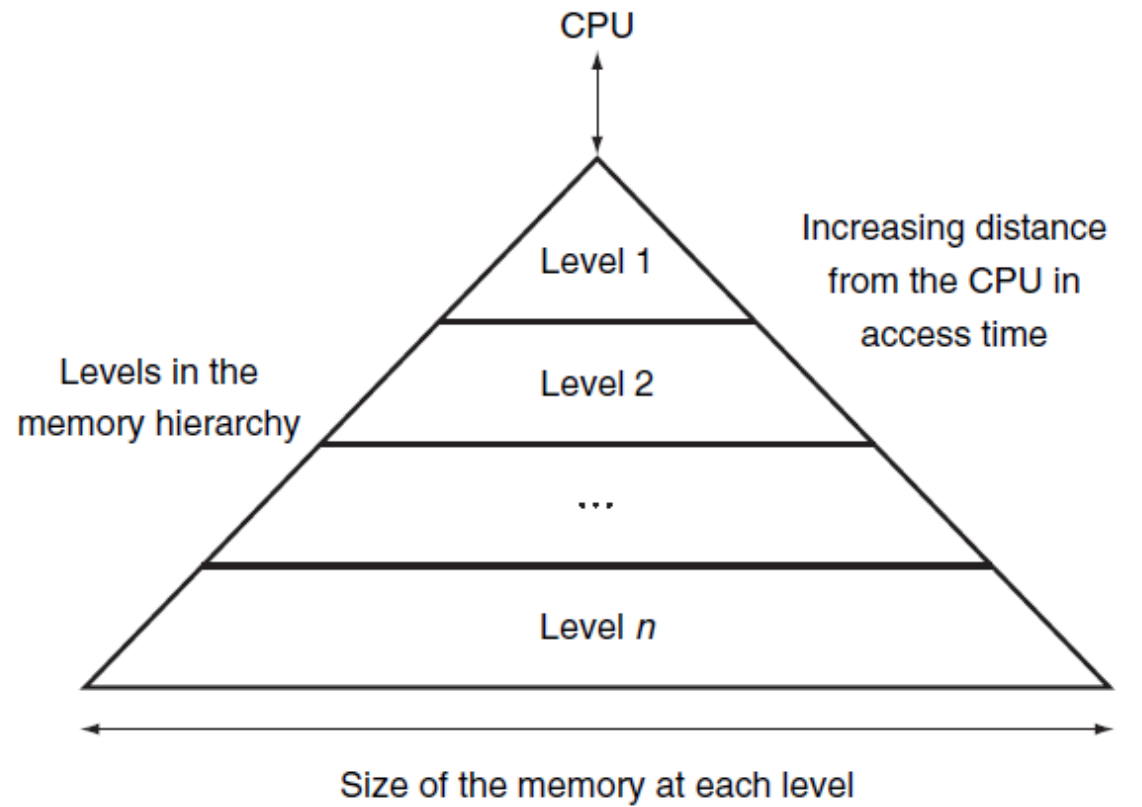 CPU
Level 1
Increasing distance
from the CPU in
access time
Levels in the
memory hierarchy
Level 2
...
Level n
Size of the memory at each level